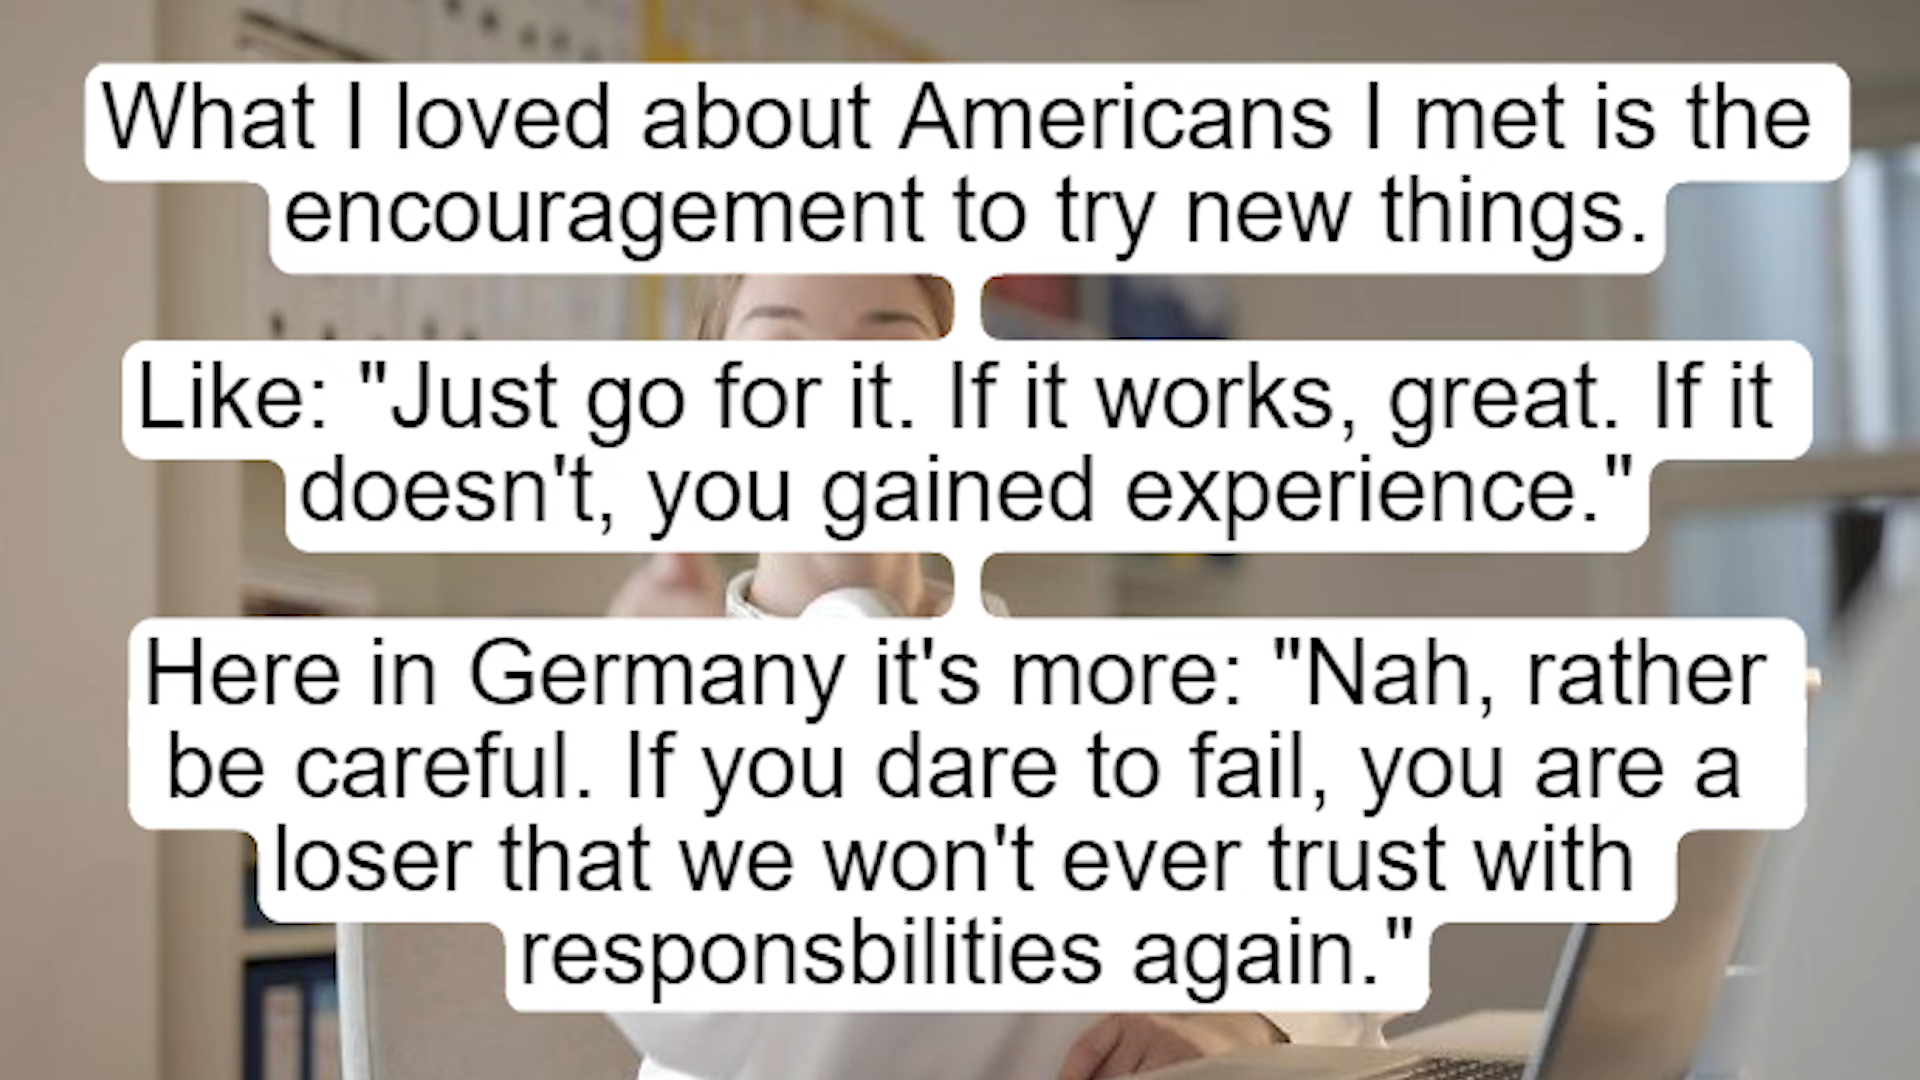 What I loved about Americans I met is the
encouragement to try new things.
Like: "Just go for it. If it works, great. If it
doesn't, you gained experience."
Here in Germany it's more: "Nah, rather
be careful. If you dare to fail, you are a
loser that we won't ever trust with
responsbilities again."